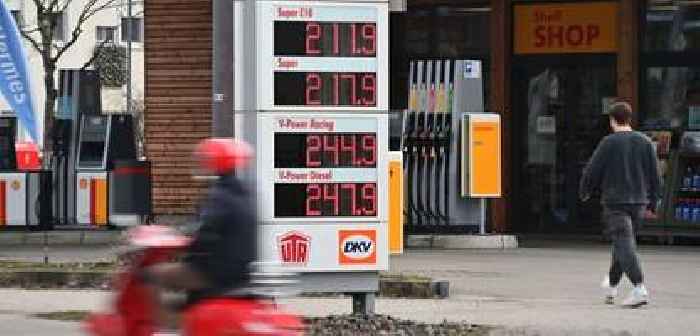 Hermes
Super E10
211.9
Super
217.9
V-Power Racing
244.9
V-Power Diesel
247.9
UTA
DKV
Shell
SHOP